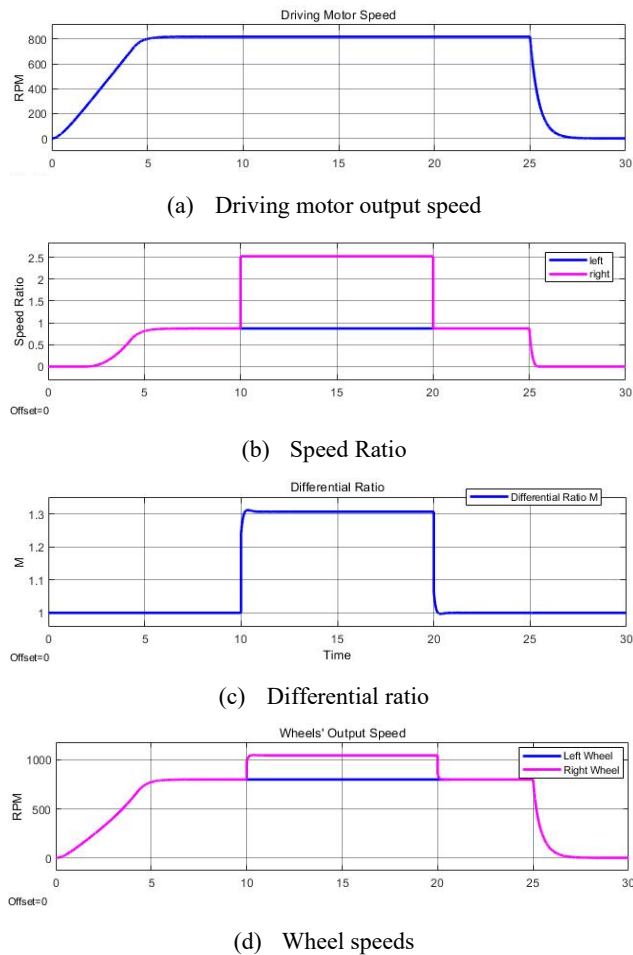 Driving Motor Speed
800
600
400
200
0
RPM
0 5 10 15 20 25 30
(a) Driving motor output speed
2.5
2
1.5
1
0.5
0
Speed Ratio
left
right
0 5 10 15 20 25 30
Offset=0
(b) Speed Ratio
Differential Ratio
Differential Ratio M
1.3
1.2
1.1
1
M
0 5 10 15 20 25 30
Offset=0
Time
(c) Differential ratio
Wheels' Output Speed
1000
500
0
RPM
Left Wheel
Right Wheel
0 5 10 15 20 25 30
Offset=0
(d) Wheel speeds